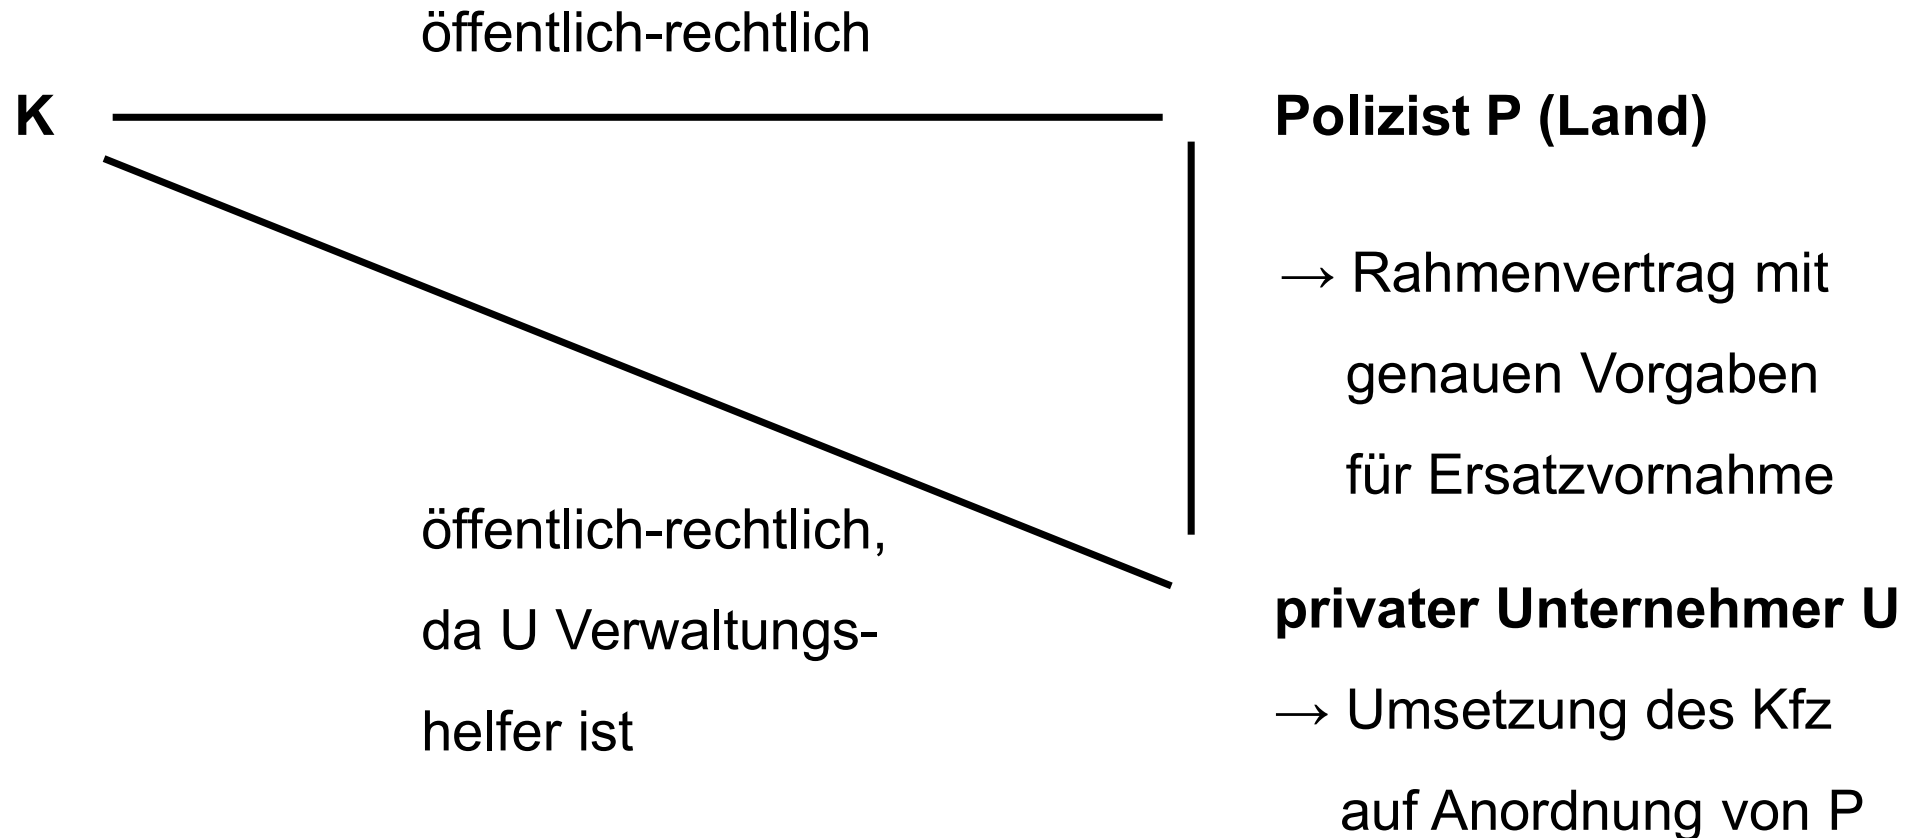 öffentlich-rechtlich
K
Polizist P (Land)
→ Rahmenvertrag mit
genauen Vorgaben
für Ersatzvornahme
öffentlich-rechtlich,
da U Verwaltungs-
helfer ist
privater Unternehmer U
→ Umsetzung des Kfz
auf Anordnung von P